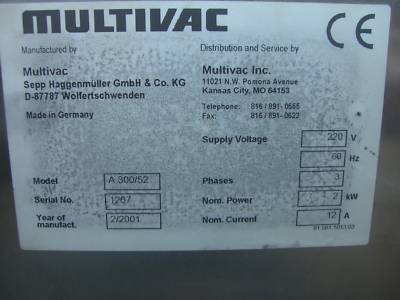 MULTIVAC
CE
Manufactured by
Multivac
Sepp Haggenmüller GmbH & Co. KG
D-87787 Wolfertschwenden
Made in Germany
Distribution and Service by
Multivac Inc.
11021 N.W. Pomona Avenue
Kansas City, MO 64153
Telephone: 816 / 891- 0555
Fax: 816 / 891- 0622
Supply Voltage 220 V
60 Hz
Model A 300/52
Phases 3
Serial No. 1267
Nom. Power 2 kW
Year of manufact. 2/2001
Nom. Current 12 A